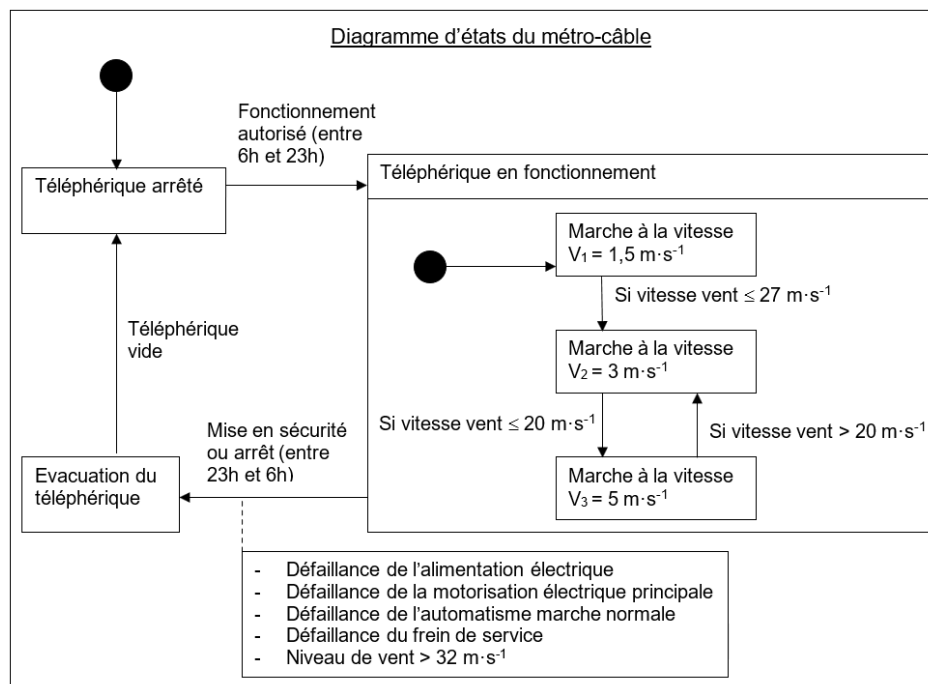 Diagramme d'états du métro-câble
Fonctionnement
autorisé (entre
6h et 23h)
Téléphérique arrêté
Téléphérique en fonctionnement
Marche à la vitesse
V₁ = 1,5 m·s⁻¹
Si vitesse vent ≤ 27 m·s⁻¹
Téléphérique
vide
Marche à la vitesse
V₂ = 3 m·s⁻¹
Si vitesse vent ≤ 20 m·s⁻¹
Si vitesse vent > 20 m·s⁻¹
Mise en sécurité
ou arrêt (entre
23h et 6h)
Evacuation du
téléphérique
Marche à la vitesse
V₃ = 5 m·s⁻¹
- Défaillance de l'alimentation électrique
- Défaillance de la motorisation électrique principale
- Défaillance de l'automatisme marche normale
- Défaillance du frein de service
- Niveau de vent > 32 m·s⁻¹